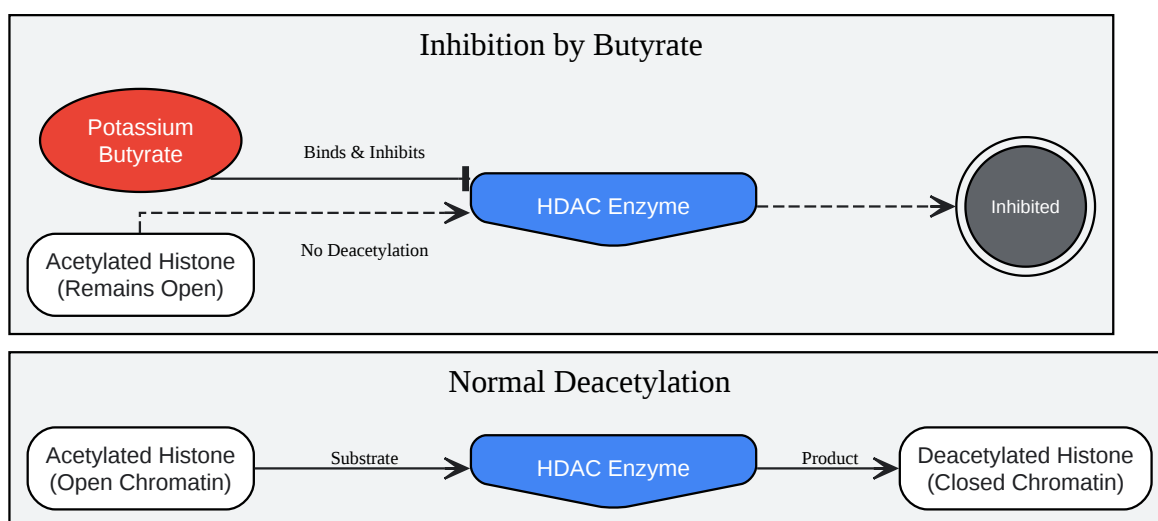 Inhibition by Butyrate
Potassium
Butyrate
Binds & Inhibits
HDAC Enzyme
Inhibited
No Deacetylation
Acetylated Histone
(Remains Open)
Normal Deacetylation
Acetylated Histone
(Open Chromatin)
Substrate
HDAC Enzyme
Product
Deacetylated Histone
(Closed Chromatin)